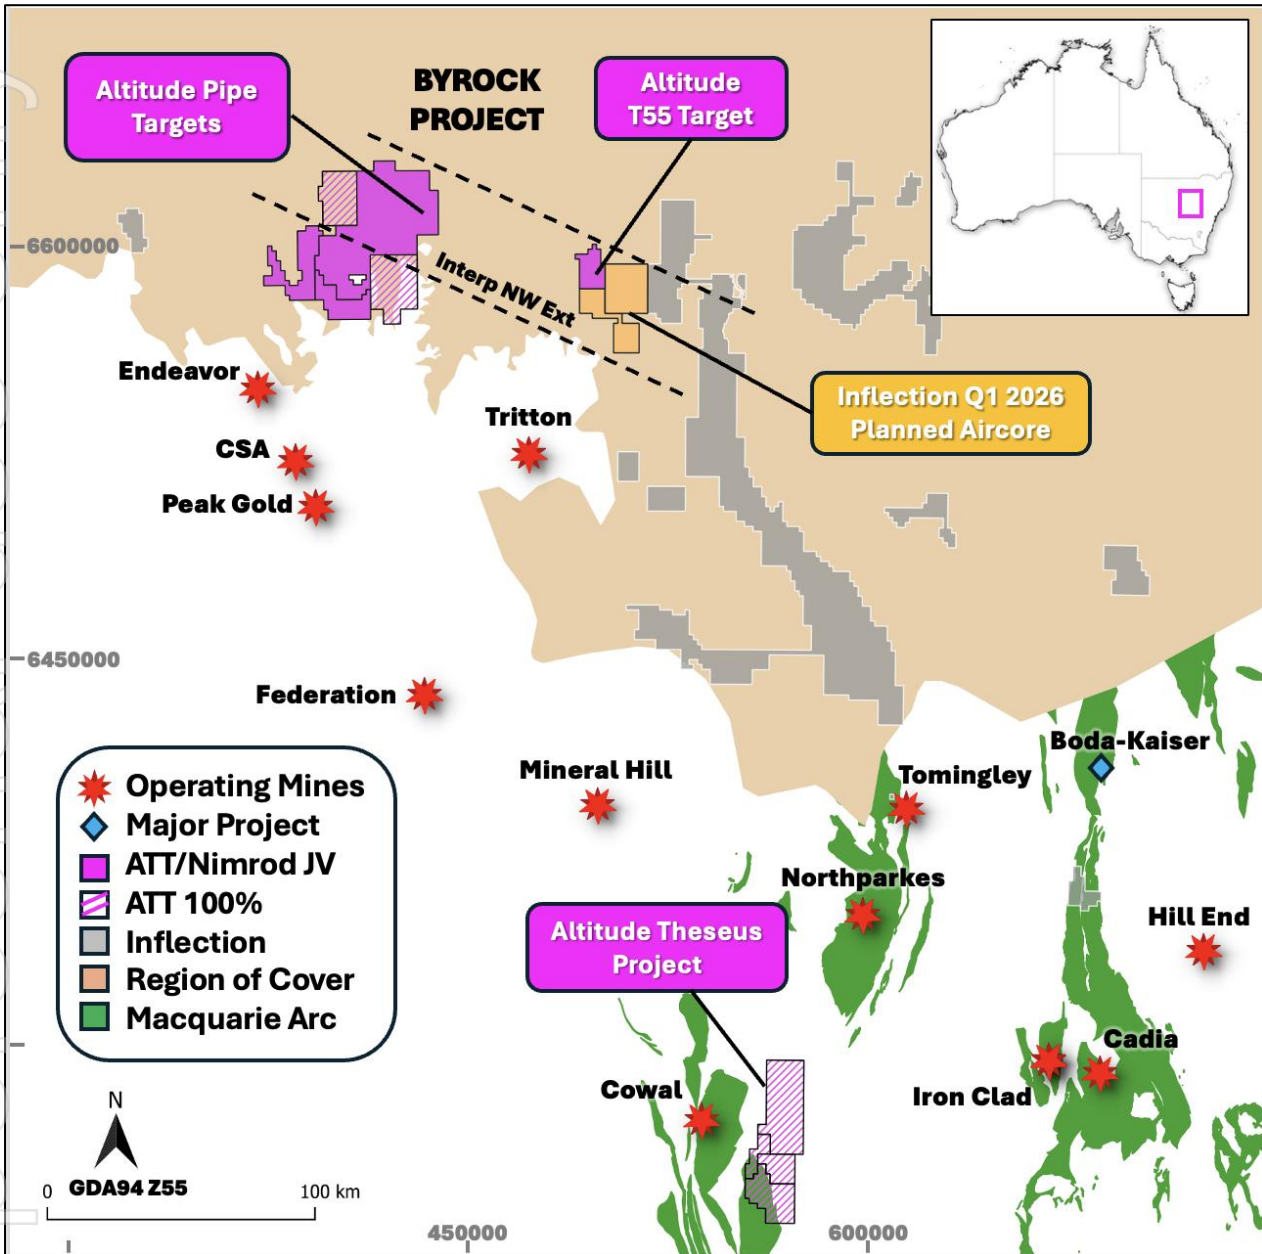 Altitude Pipe
Targets
BYROCK
PROJECT
Altitude
T55 Target
6600000
Interp NW Ext
Endeavor
CSA
Peak Gold
Tritton
Inflection Q1 2026
Planned Aircore
6450000
Federation
Mineral Hill
Boda-Kaiser
Tomingley
Northparkes
Hill End
Operating Mines
Major Project
ATT/Nimrod JV
ATT 100%
Inflection
Region of Cover
Macquarie Arc
Altitude Theseus
Project
Cadia
Iron Clad
Cowal
N
GDA94 Z55
0
100 km
450000
600000